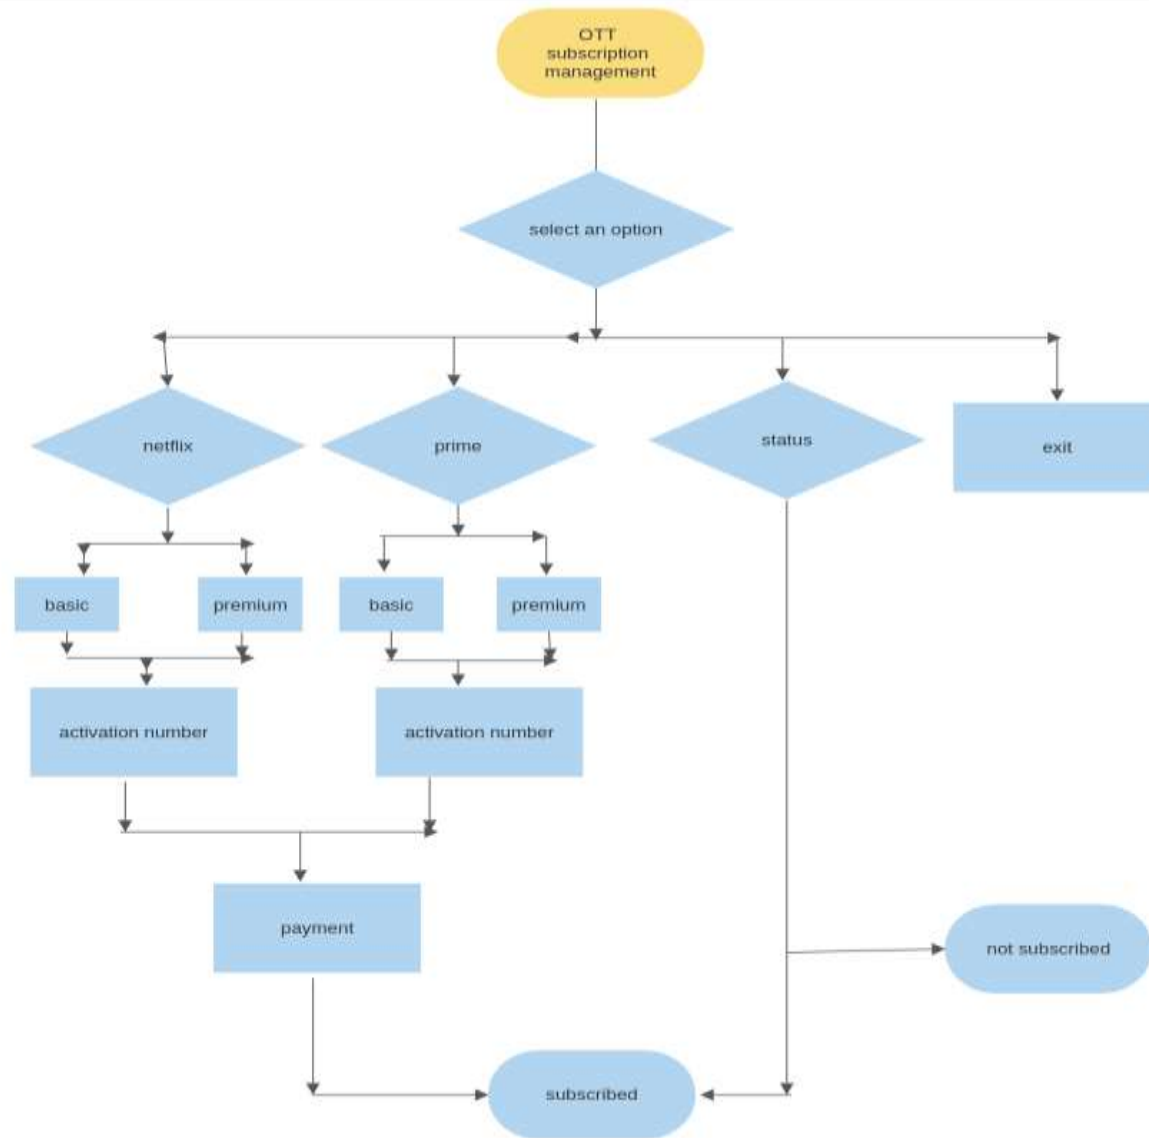 OTT
subscription
management
select an option
netflix
prime
status
exit
basic
premium
basic
premium
activation number
activation number
payment
not subscribed
subscribed